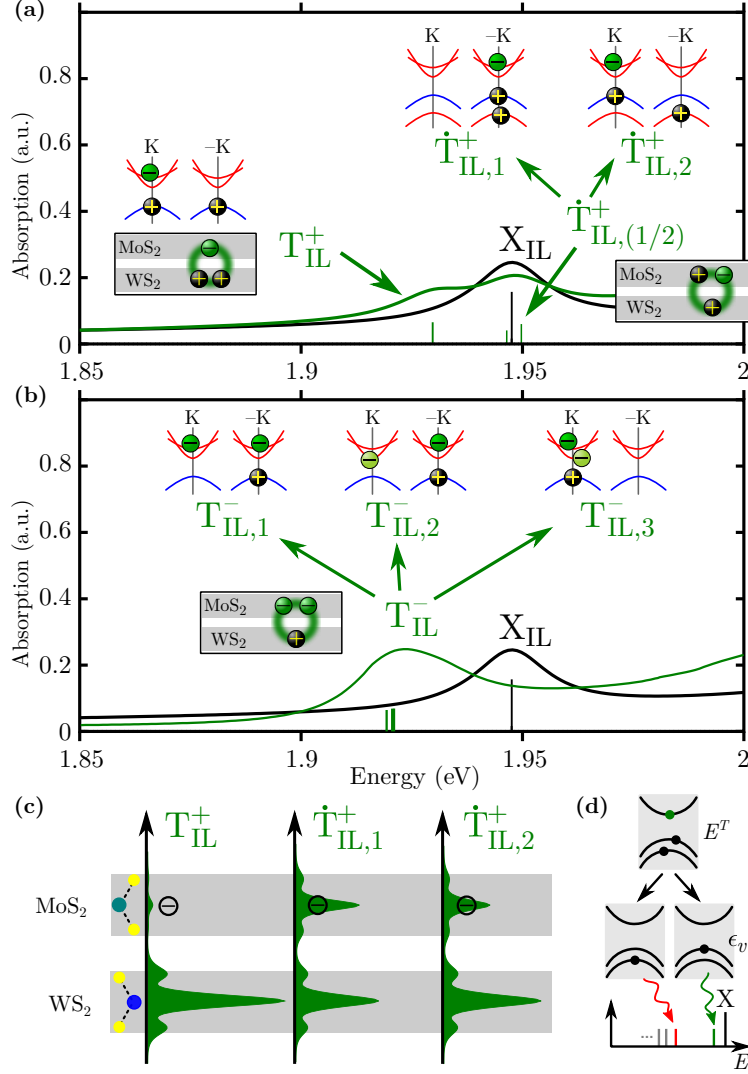 (a)
K –K K –K
0.8
Ṫ⁺IL,1 Ṫ⁺IL,2
0.6
K –K
Ṫ⁺IL,(1/2)
0.4
T⁺IL
XIL
MoS₂
WS₂
MoS₂
WS₂
0.2
0
Absorption (a.u.)
1.85 1.9 1.95 2
(b)
K –K K –K K –K
0.8
T⁻IL,1 T⁻IL,2 T⁻IL,3
0.6
0.4
T⁻IL
XIL
MoS₂
WS₂
0.2
0
Absorption (a.u.)
1.85 1.9 1.95 2
Energy (eV)
(c)
T⁺IL Ṫ⁺IL,1 Ṫ⁺IL,2
MoS₂
WS₂
(d)
Eᵀ
ϵv
X
...
E